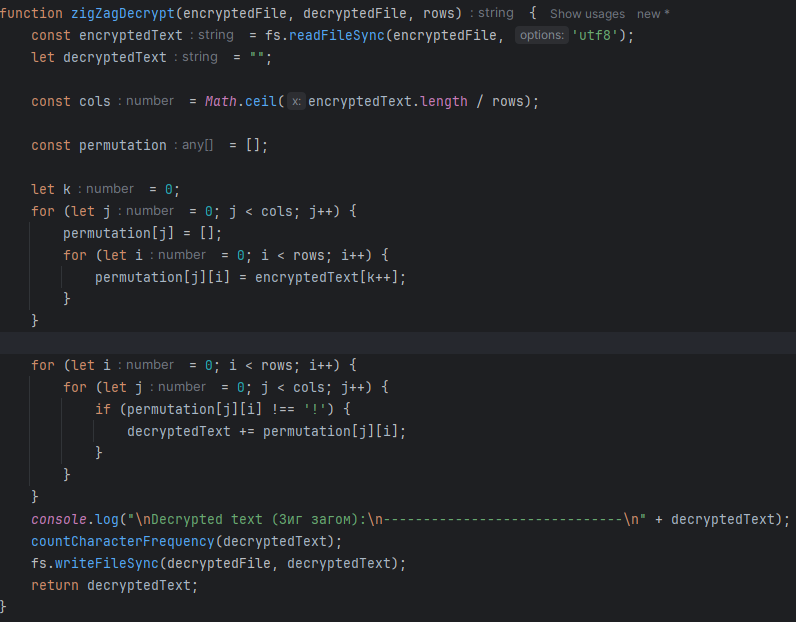 function zigZagDecrypt(encryptedFile, decryptedFile, rows) : string { Show usages new *
    const encryptedText : string = fs.readFileSync(encryptedFile, options: 'utf8');
    let decryptedText : string = "";

    const cols : number = Math.ceil( x: encryptedText.length / rows);

    const permutation : any[] = [];

    let k : number = 0;
    for (let j : number = 0; j < cols; j++) {
        permutation[j] = [];
        for (let i : number = 0; i < rows; i++) {
            permutation[j][i] = encryptedText[k++];
        }
    }

    for (let i : number = 0; i < rows; i++) {
        for (let j : number = 0; j < cols; j++) {
            if (permutation[j][i] !== '!') {
                decryptedText += permutation[j][i];
            }
        }
    }
    console.log("\nDecrypted text (Зиг загом):\n------------------------------\n" + decryptedText);
    countCharacterFrequency(decryptedText);
    fs.writeFileSync(decryptedFile, decryptedText);
    return decryptedText;
}